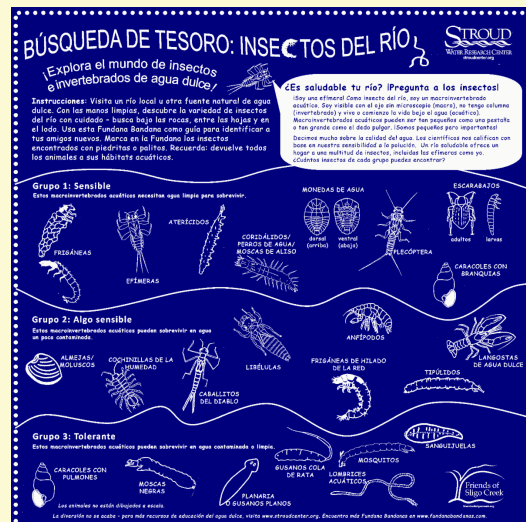 BÚSQUEDA DE TESORO: INSECTOS DEL RÍO
STROUD
WATER RESEARCH CENTER
stroudcenter.org
¡Explora el mundo de insectos
e invertebrados de agua dulce!
Instrucciones: Visita un río local u otra fuente natural de agua
dulce. Con las manos limpias, descubre la variedad de insectos
del río con cuidado - busca bajo las rocas, entre las hojas y en
el lodo. Usa esta Fundana Bandana como guía para identificar a
tus amigos nuevos. Marca en la Fundana los insectos
encontrados con piedritas o palitos. Recuerda: devuelve todos
los animales a sus hábitats acuáticos.
¿Es saludable tu río? ¡Pregunta a los insectos!
¡Soy una efímera! Como insecto del río, soy un macroinvertebrado
acuático. Soy visible con el ojo sin microscopio (macro), no tengo columna
(invertebrado) y vivo o comienzo la vida bajo el agua (acuático).
Macroinvertebrados acuáticos pueden ser tan pequeños como una pestaña
o tan grande como el dedo pulgar. ¡Somos pequeños pero importantes!
Decimos mucho sobre la calidad del agua. Los científicos nos califican con
base en nuestra sensibilidad a la polución. Un río saludable ofrece un
hogar a una multitud de insectos, incluidas las efímeras como yo.
¿Cuántos insectos de cada grupo puedes encontrar?
Grupo 1: Sensible
Estos macroinvertebrados acuáticos necesitan agua limpia para sobrevivir.
MONEDAS DE AGUA
ESCARABAJOS
ATERÍCIDOS
CORIDÁLIDOS/
PERROS DE AGUA/
MOSCAS DE ALISO
dorsal
(arriba)
ventral
(abajo)
adultos
larvas
FRIGÁNEAS
EFÍMERAS
PLECÓPTERA
CARACOLES CON
BRANQUIAS
Grupo 2: Algo sensible
Estos macroinvertebrados acuáticos pueden sobrevivir en agua
un poco contaminada.
ANFÍPODOS
ALMEJAS/
MOLUSCOS
COCHINILLAS DE LA
HUMEDAD
LIBÉLULAS
FRIGÁNEAS DE HILADO
DE LA RED
LANGOSTAS
DE AGUA DULCE
TIPÚLIDOS
CABALLITOS
DEL DIABLO
Grupo 3: Tolerante
Estos macroinvertebrados acuáticos pueden sobrevivir en agua contaminada o limpia.
SANGUIJUELAS
GUSANOS COLA
DE RATA
MOSQUITOS
CARACOLES CON
PULMONES
MOSCAS
NEGRAS
LOMBRICES
ACUÁTICOS
PLANARIA
GUSANOS PLANOS
Friends of
Sligo Creek
Los animales no están dibujados a escala.
La diversión no se acaba - para más recursos de educación del agua dulce, visita www.stroudcenter.org. Encuentra más Fundana Bandanas en www.fundanabandanas.com.